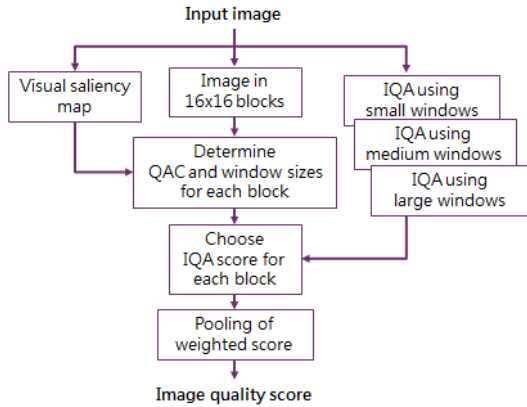 Input image
Visual saliency
map
Image in
16x16 blocks
IQA using
small windows
IQA using
medium windows
IQA using
large windows
Determine
QAC and window sizes
for each block
Choose
IQA score for
each block
Pooling of
weighted score
Image quality score